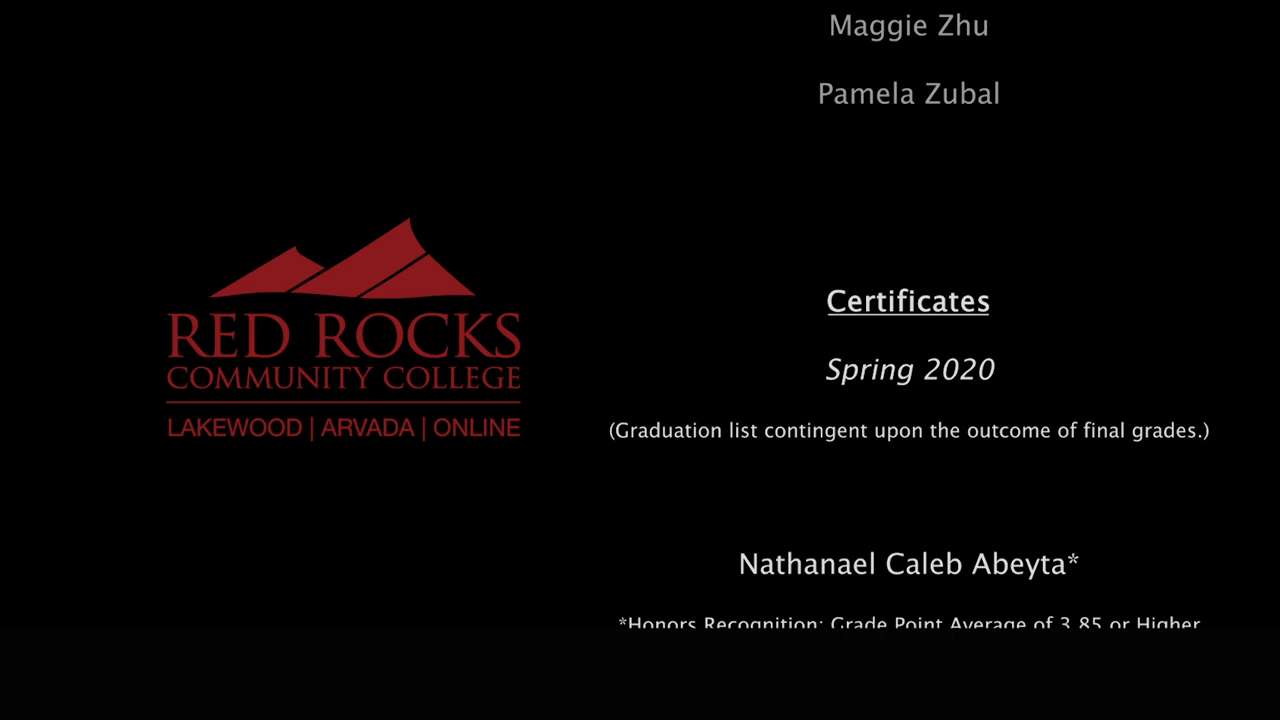 Maggie Zhu
Pamela Zubal
RED ROCKS
COMMUNITY COLLEGE
LAKEWOOD | ARVADA | ONLINE
Certificates
Spring 2020
(Graduation list contingent upon the outcome of final grades.)
Nathanael Caleb Abeyta*
*Honors Recognition: Grade Point Average of 3.85 or Higher